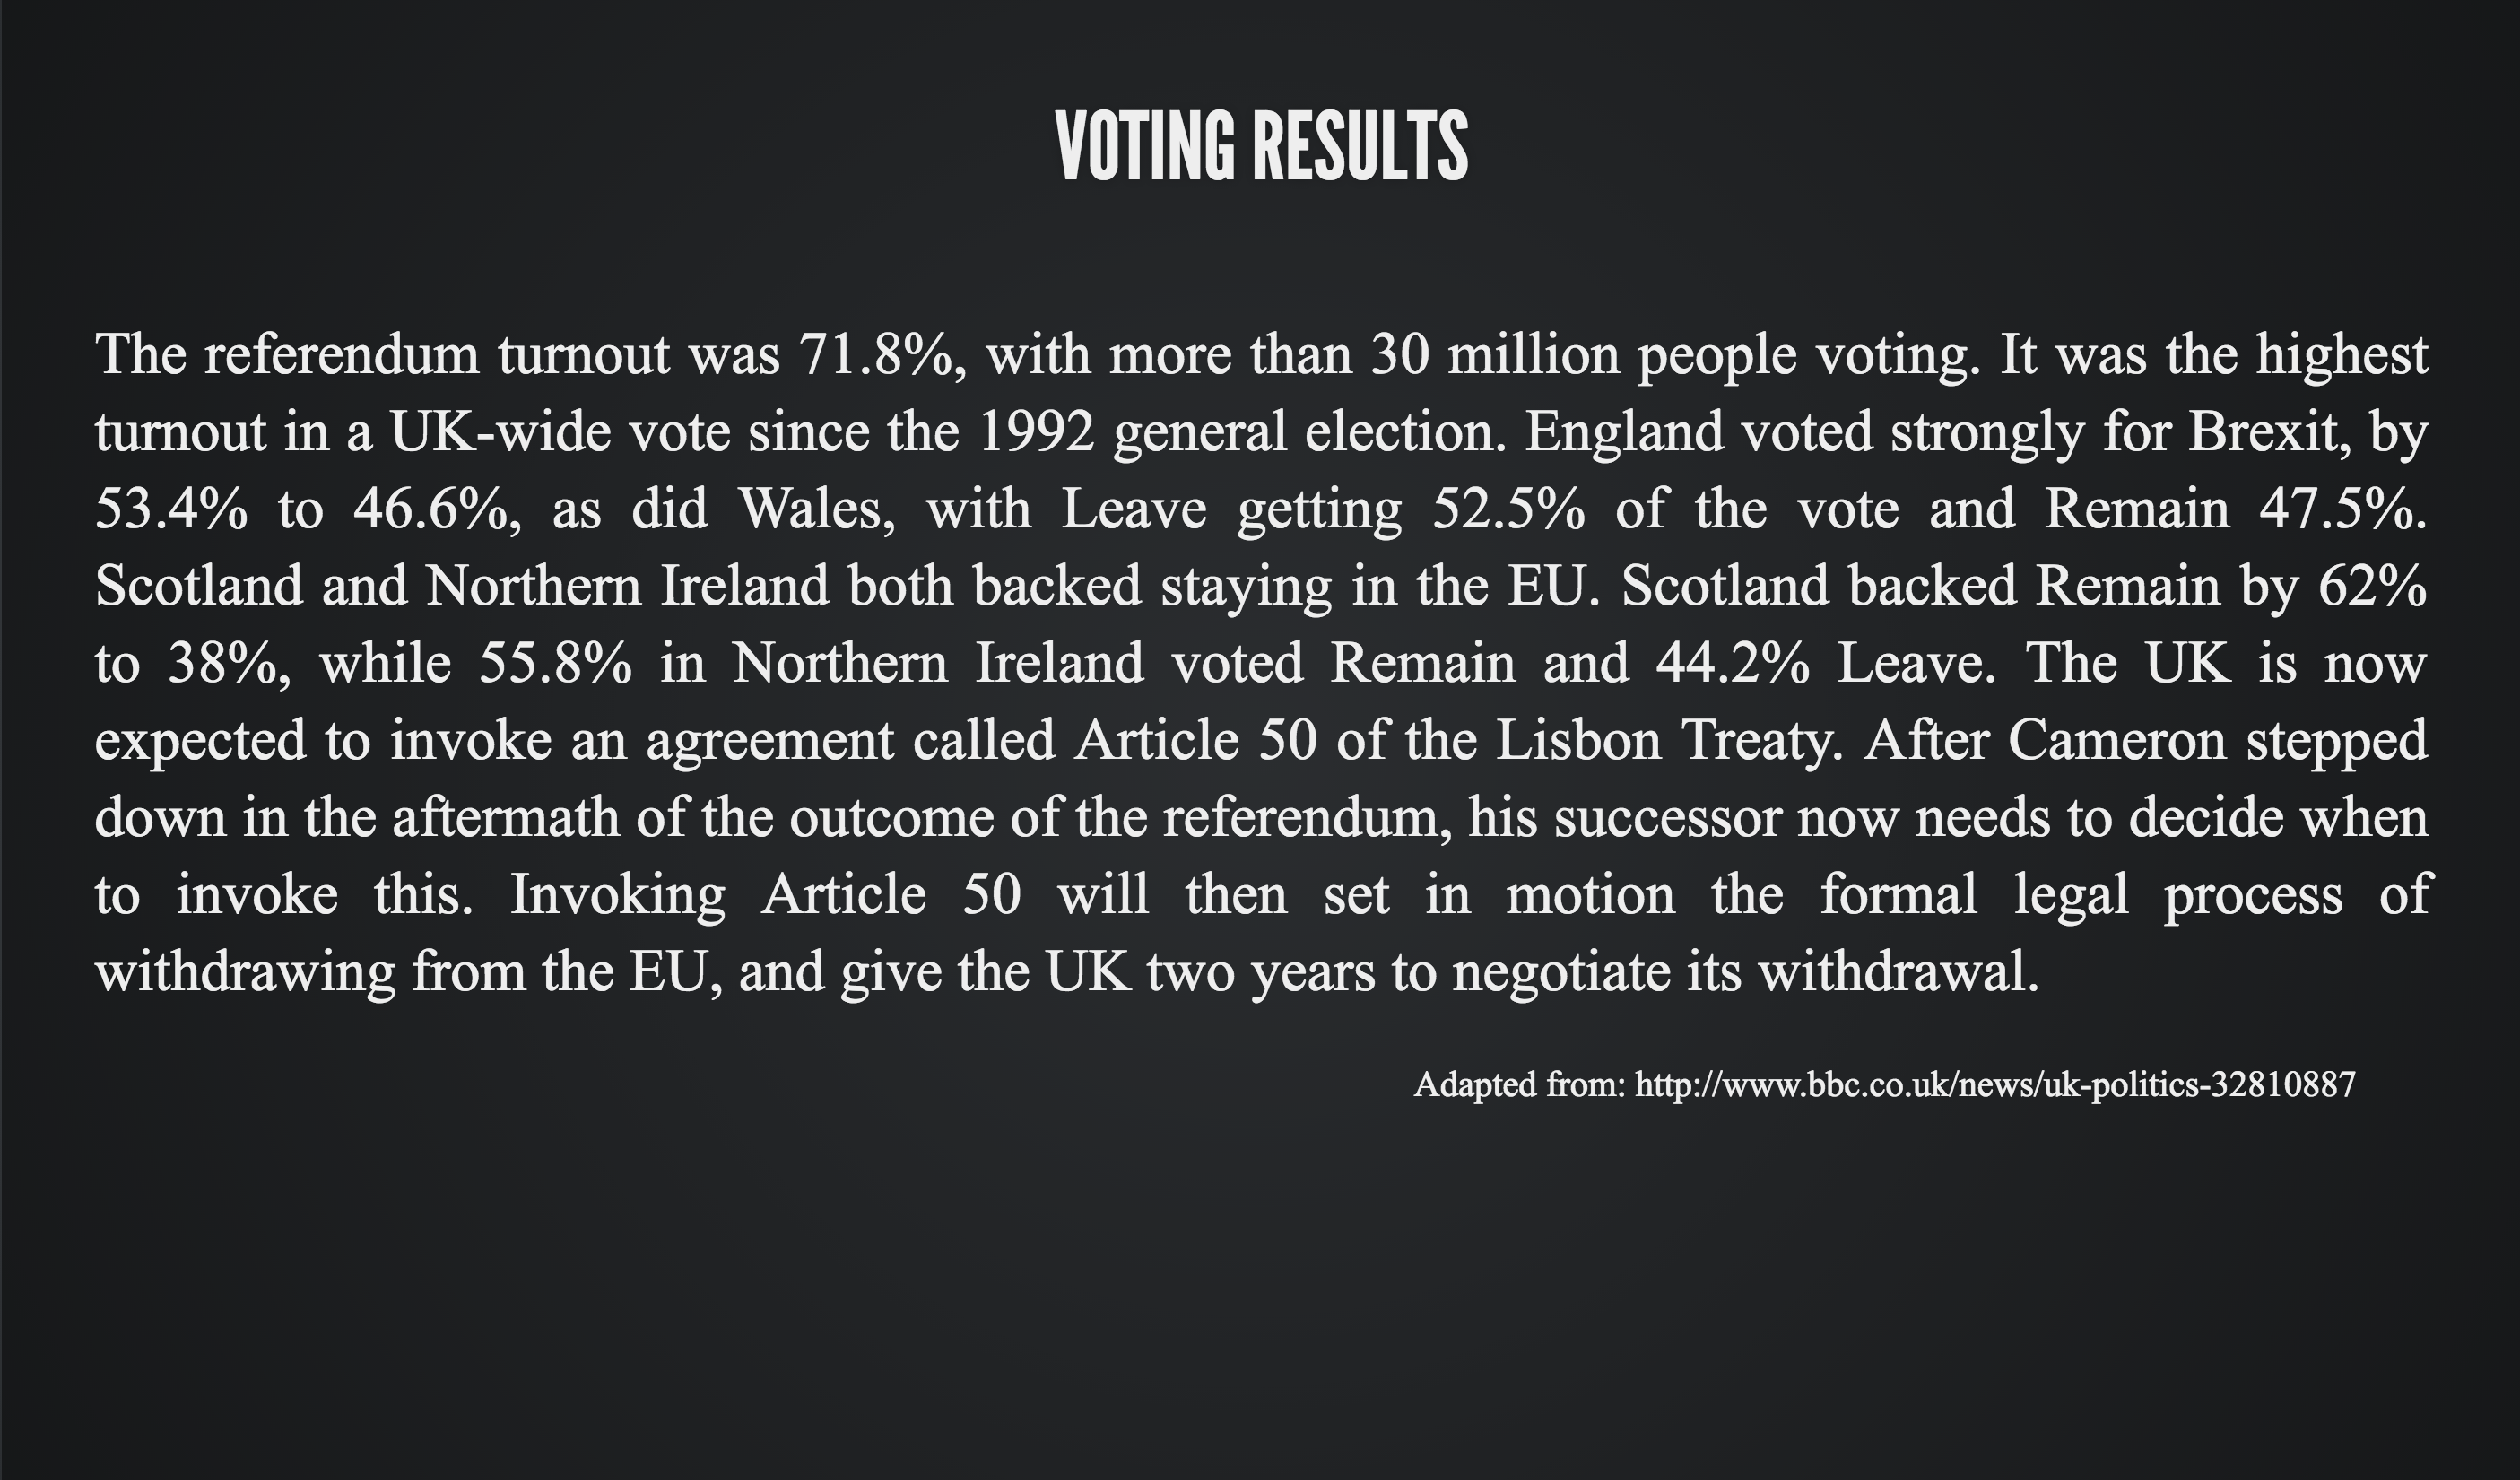 VOTING RESULTS
The referendum turnout was 71.8%, with more than 30 million people voting. It was the highest
turnout in a UK-wide vote since the 1992 general election. England voted strongly for Brexit, by
53.4% to 46.6%, as did Wales, with Leave getting 52.5% of the vote and Remain 47.5%.
Scotland and Northern Ireland both backed staying in the EU. Scotland backed Remain by 62%
to 38%, while 55.8% in Northern Ireland voted Remain and 44.2% Leave. The UK is now
expected to invoke an agreement called Article 50 of the Lisbon Treaty. After Cameron stepped
down in the aftermath of the outcome of the referendum, his successor now needs to decide when
to invoke this. Invoking Article 50 will then set in motion the formal legal process of
withdrawing from the EU, and give the UK two years to negotiate its withdrawal.
Adapted from: http://www.bbc.co.uk/news/uk-politics-32810887